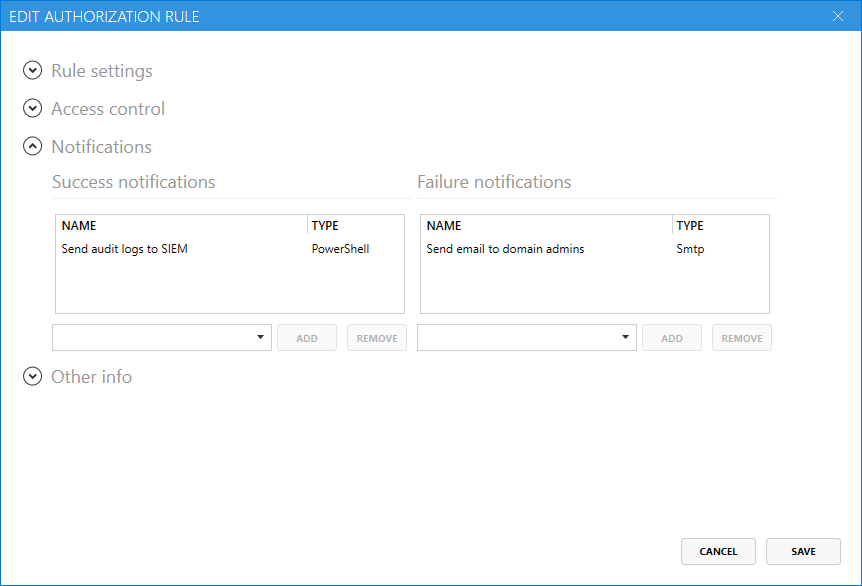 EDIT AUTHORIZATION RULE
Rule settings
Access control
Notifications
Success notifications
Failure notifications
NAME TYPE
Send audit logs to SIEM PowerShell
NAME TYPE
Send email to domain admins Smtp
ADD REMOVE
ADD REMOVE
Other info
CANCEL SAVE